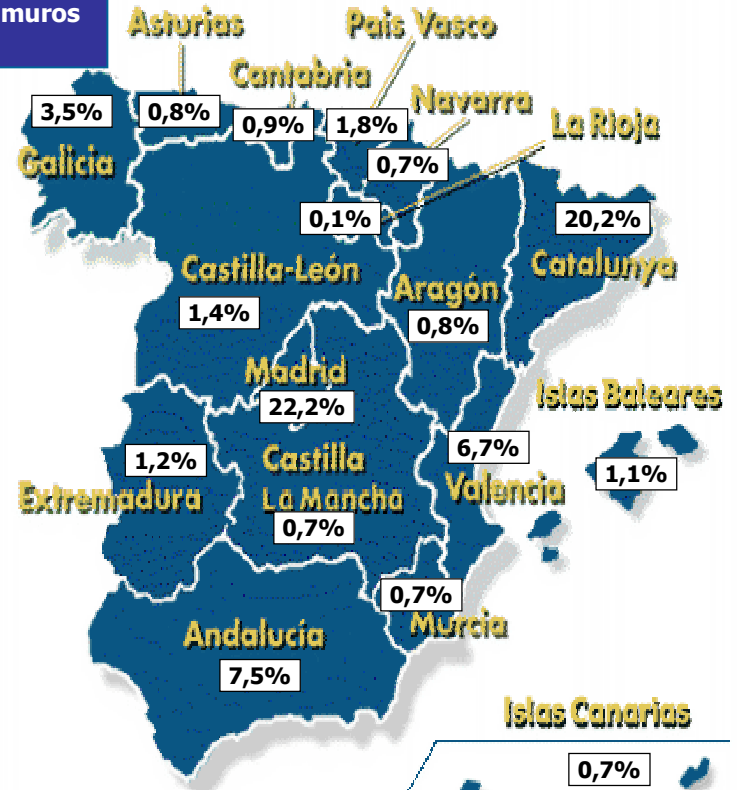 muros
Asturias
País Vasco
Cantabria
Navarra
3,5%
0,8%
0,9%
1,8%
La Rioja
Galicia
0,7%
0,1%
20,2%
Castilla-León
Catalunya
Aragón
1,4%
0,8%
Madrid
22,2%
Islas Baleares
6,7%
1,2%
Castilla
La Mancha
1,1%
Extremadura
Valencia
0,7%
0,7%
Murcia
Andalucía
7,5%
Islas Canarias
0,7%